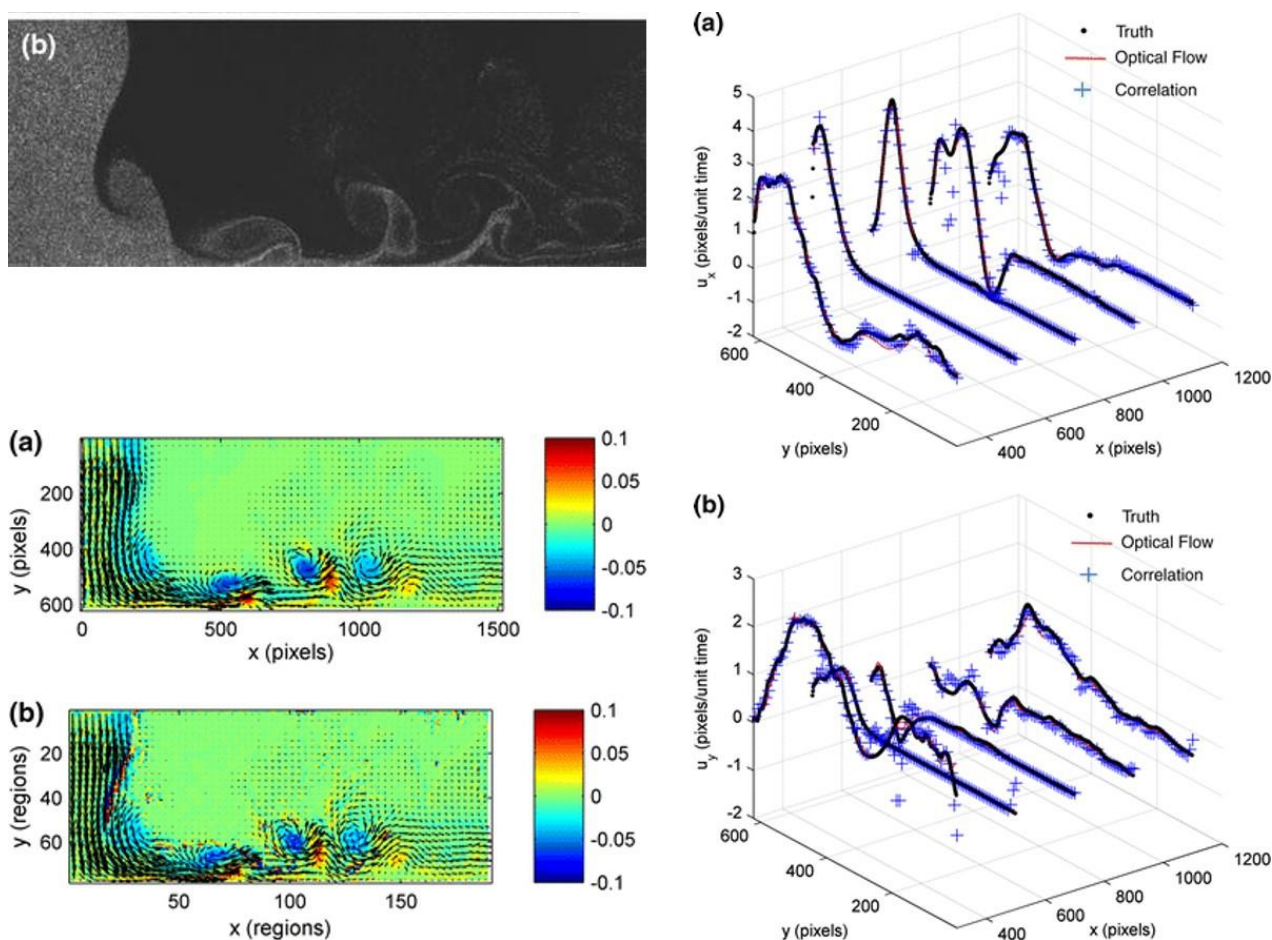 (b)
(a)
Truth
Optical Flow
Correlation
5
4
3
2
1
0
-1
-2
u_x (pixels/unit time)
600
400
200
y (pixels)
400
600
800
1000
1200
x (pixels)
(a)
200
400
600
y (pixels)
0
500
1000
1500
x (pixels)
0.1
0.05
0
-0.05
-0.1
(b)
20
40
60
y (regions)
50
100
150
x (regions)
0.1
0.05
0
-0.05
-0.1
(b)
Truth
Optical Flow
Correlation
3
2
1
0
-1
-2
u_y (pixels/unit time)
600
400
200
y (pixels)
400
600
800
1000
1200
x (pixels)